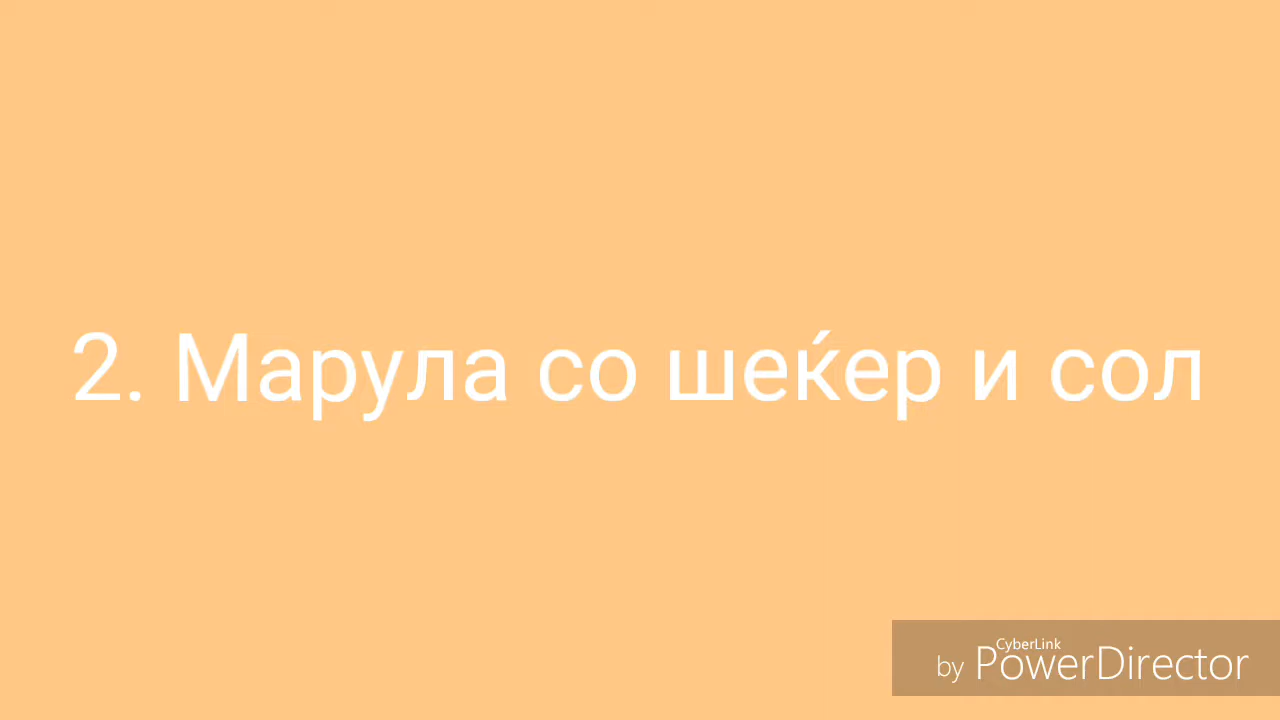 2. Марула со шеќер и сол
CyberLink
by PowerDirector